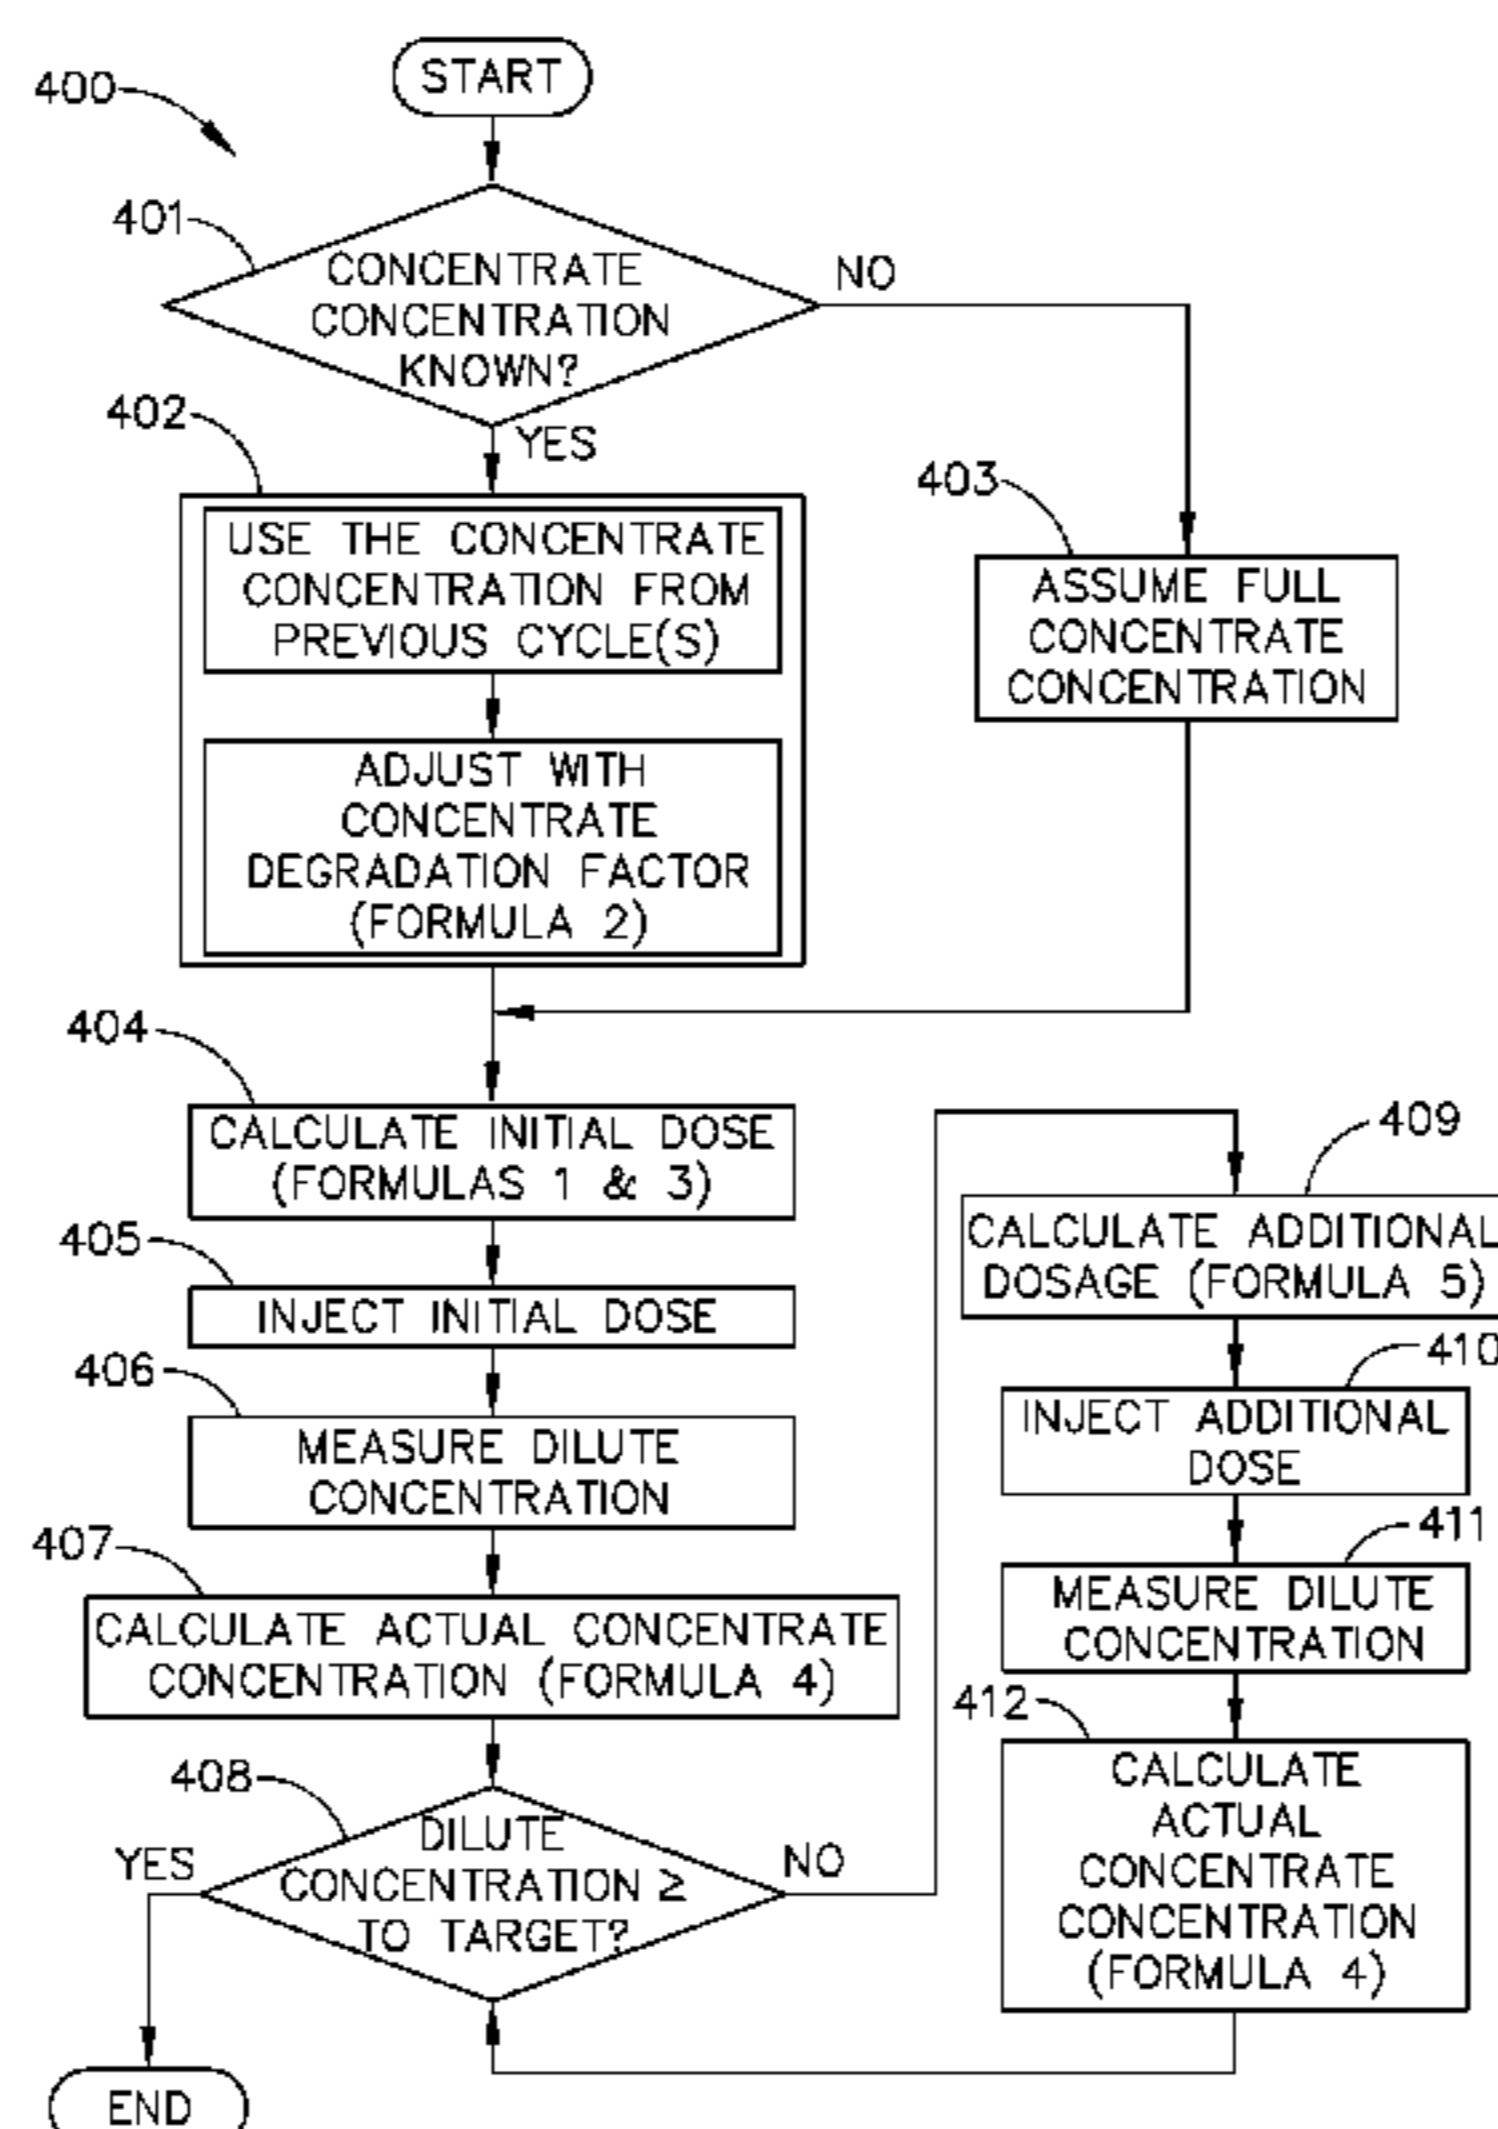 START
400
401
CONCENTRATE
CONCENTRATION
KNOWN?
NO
YES
402
USE THE CONCENTRATE
CONCENTRATION FROM
PREVIOUS CYCLE(S)
ADJUST WITH
CONCENTRATE
DEGRADATION FACTOR
(FORMULA 2)
403
ASSUME FULL
CONCENTRATE
CONCENTRATION
404
CALCULATE INITIAL DOSE
(FORMULAS 1 & 3)
405
INJECT INITIAL DOSE
406
MEASURE DILUTE
CONCENTRATION
407
CALCULATE ACTUAL CONCENTRATE
CONCENTRATION (FORMULA 4)
408
DILUTE
CONCENTRATION ≥
TO TARGET?
YES
NO
END
409
CALCULATE ADDITIONAL
DOSAGE (FORMULA 5)
410
INJECT ADDITIONAL
DOSE
411
MEASURE DILUTE
CONCENTRATION
412
CALCULATE
ACTUAL
CONCENTRATE
CONCENTRATION
(FORMULA 4)